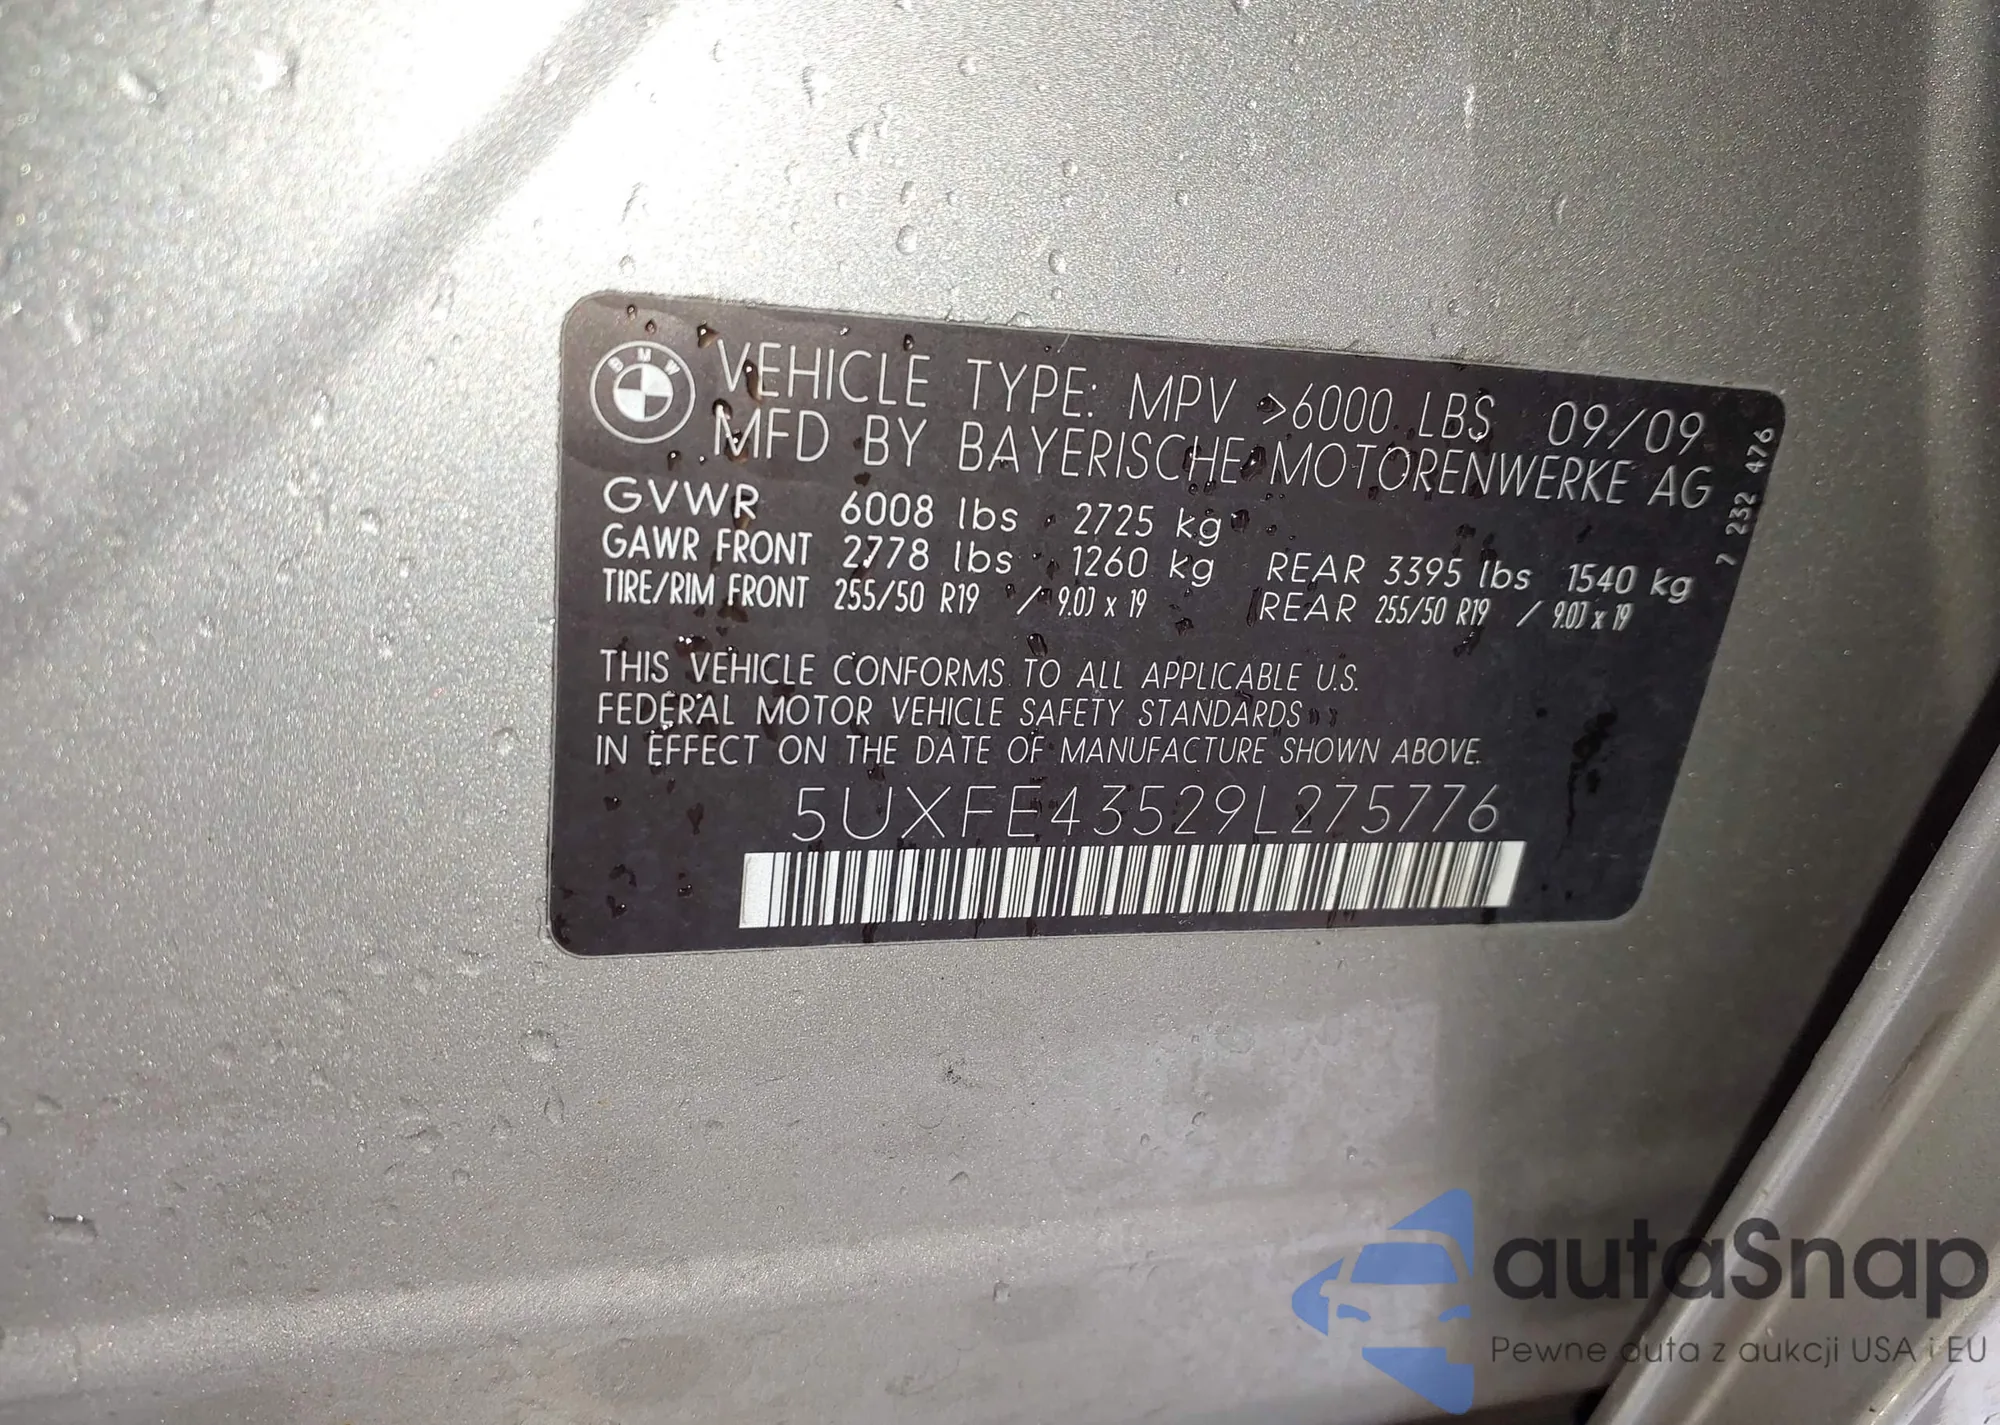 BMW
VEHICLE TYPE: MPV >6000 LBS 09/09
MFD BY BAYERISCHE MOTORENWERKE AG
GVWR 6008 lbs 2725 kg
GAWR FRONT 2778 lbs 1260 kg REAR 3395 lbs 1540 kg
TIRE/RIM FRONT 255/50 R19 / 9.0J x 19 REAR 255/50 R19 / 9.0J x 19
7 232 476
THIS VEHICLE CONFORMS TO ALL APPLICABLE U.S.
FEDERAL MOTOR VEHICLE SAFETY STANDARDS
IN EFFECT ON THE DATE OF MANUFACTURE SHOWN ABOVE.
5UXFE43529L275776
autaSnap
Pewne auta z aukcji USA i EU